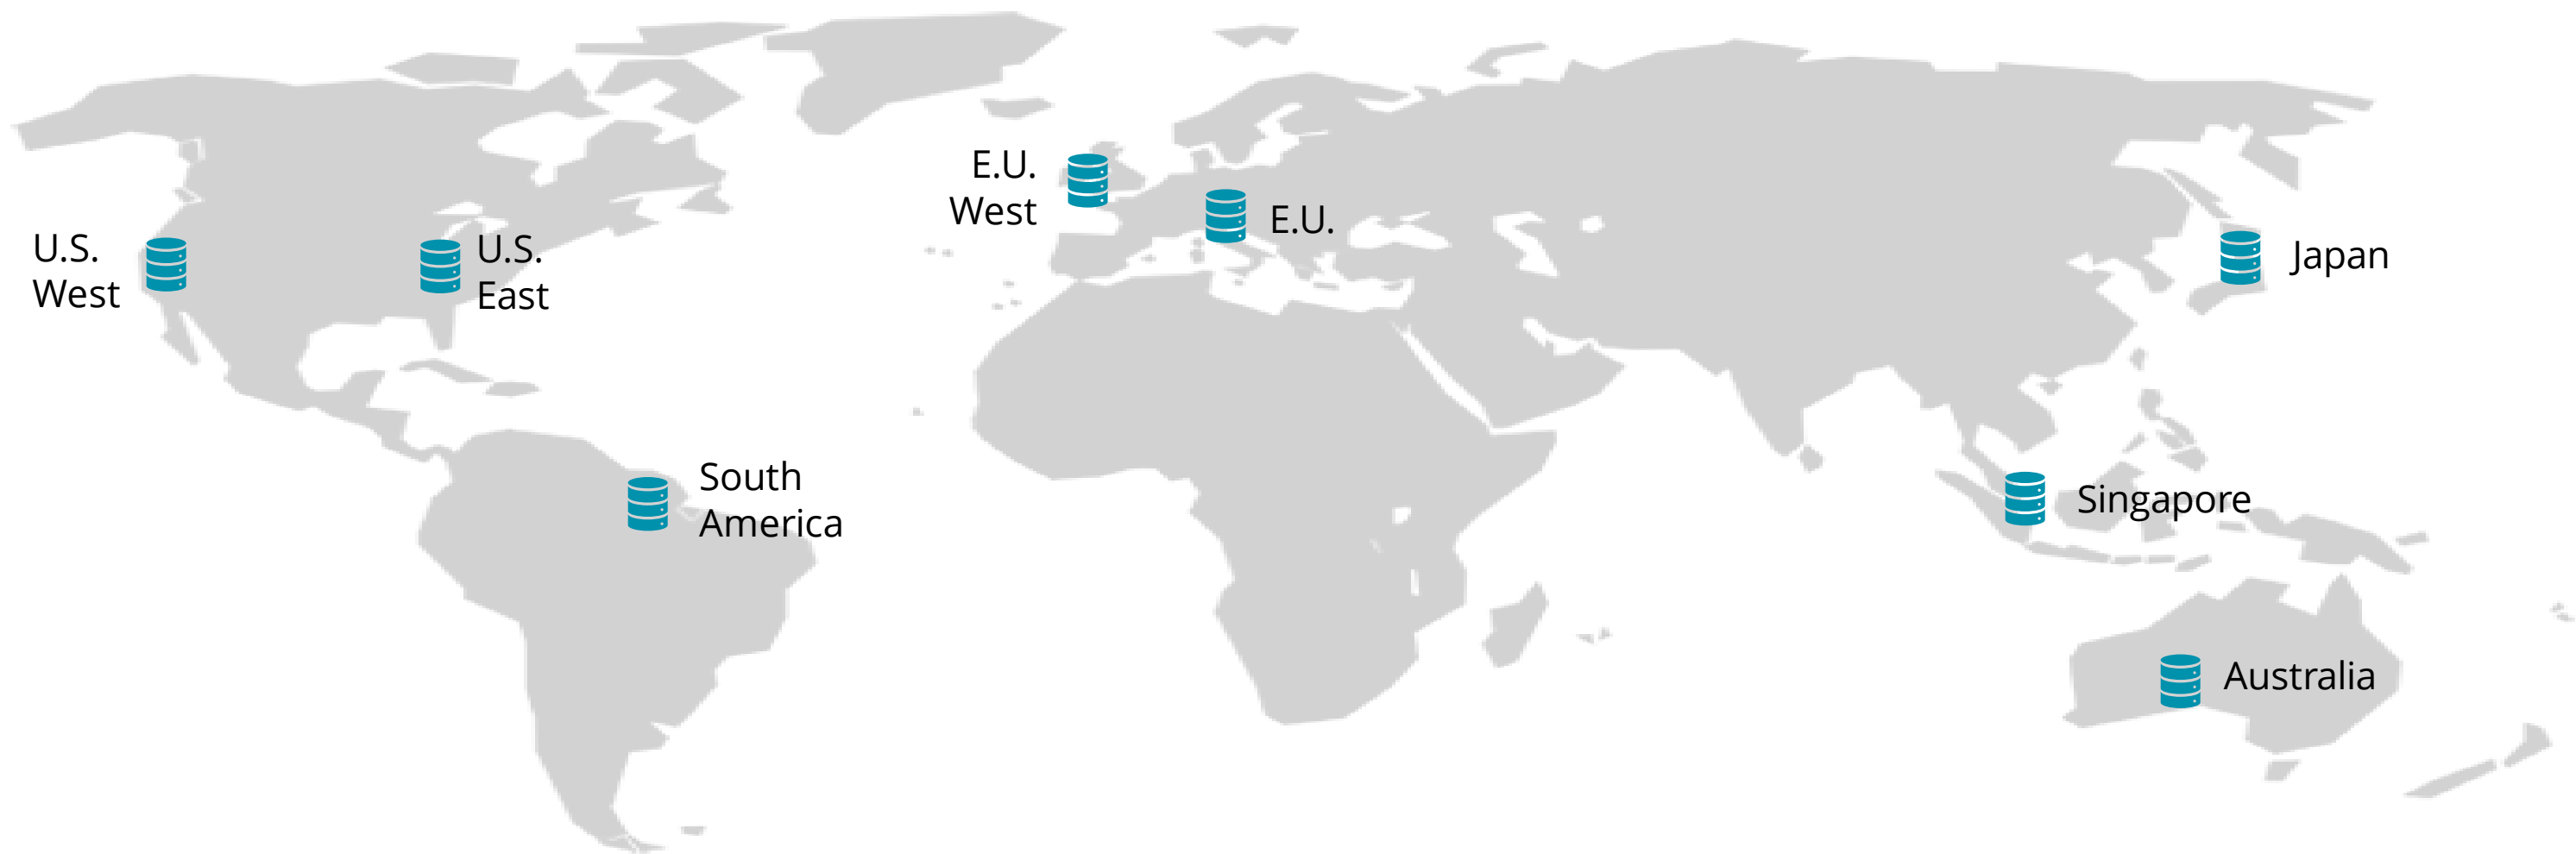 U.S.
West
U.S.
East
South
America
E.U.
West
E.U.
Japan
Singapore
Australia